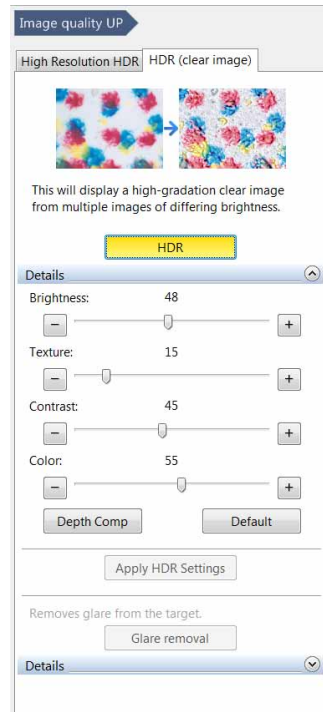 Image quality UP
High Resolution HDR HDR (clear image)
This will display a high-gradation clear image
from multiple images of differing brightness.
HDR
Details
Brightness: 48
− +
Texture: 15
− +
Contrast: 45
− +
Color: 55
− +
Depth Comp Default
Apply HDR Settings
Removes glare from the target.
Glare removal
Details